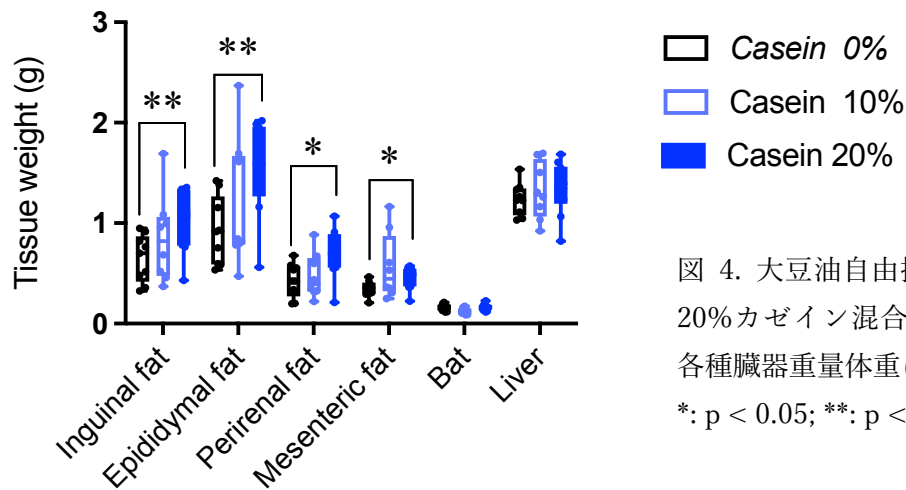 Tissue weight (g)
3
2
1
0
**
**
*
*
Inguinal fat
Epididymal fat
Perirenal fat
Mesenteric fat
Bat
Liver
Casein 0%
Casein 10%
Casein 20%
図 4. 大豆油自由
20%カゼイン混合
各種臓器重量体重
*: p < 0.05; **: p <